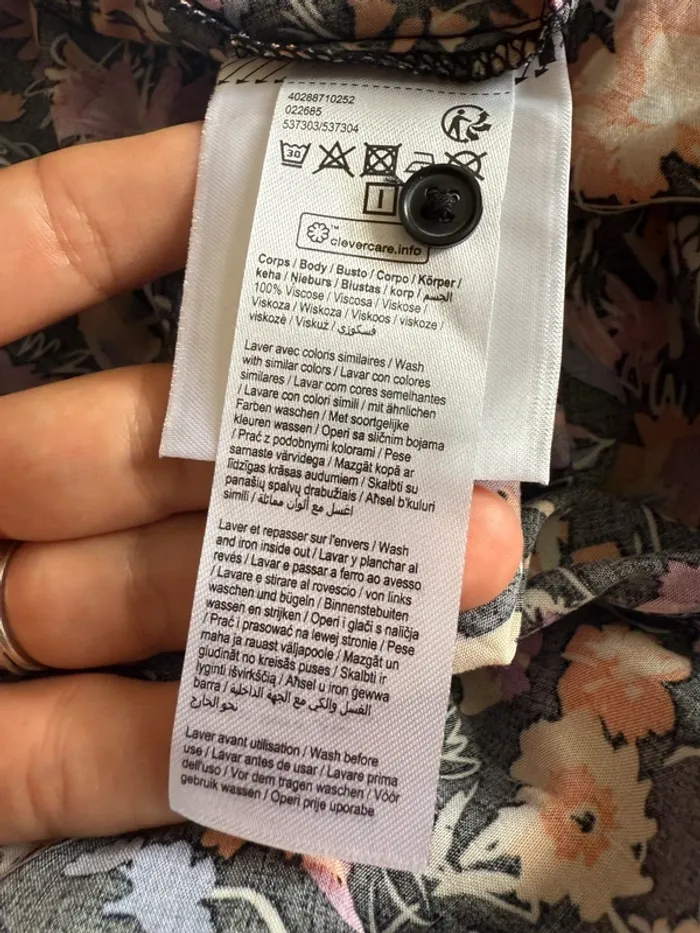 40288710252
022685
537303/537304
30
clevercare.info
Corps / Body / Busto / Corpo / Körper /
keha / Nieburs / Biustas / korp / الجسم
100% Viscose / Viscosa / Viskose /
Viskoza / Wiskoza / Viskoos / viskoze /
viskozė / Viskuż / فسكوزي
Laver avec coloris similaires / Wash
with similar colors / Lavar con colores
similares / Lavar com cores semelhantes
/ Lavare con colori simili / mit ähnlichen
Farben waschen / Met soortgelijke
kleuren wassen / Operi sa sličnim bojama
/ Prać z podobnymi kolorami / Pese
samaste värvidega / Mazgāt kopā ar
līdzīgas krāsas audumiem / Skalbti su
panašių spalvų drabužiais / Aħsel b'kuluri
simili / اغسل مع ألوان مماثلة
Laver et repasser sur l'envers / Wash
and iron inside out / Lavar y planchar al
revés / Lavar e passar a ferro ao avesso
/ Lavare e stirare al rovescio / von links
waschen und bügeln / Binnenstebuiten
wassen en strijken / Operi i glači s naličja
/ Prać i prasować na lewej stronie / Pese
maha ja rauast väljapoole / Mazgāt un
gludināt no kreisās puses / Skalbti ir
lyginti išvirkščią / Aħsel u iron ġewwa
barra / الغسل والكي مع الجهة الداخلية
نحو الخارج
Laver avant utilisation / Wash before
use / Lavar antes de usar / Lavare prima
dell'uso / Vor dem tragen waschen / Vóór
gebruik wassen / Operi prije uporabe